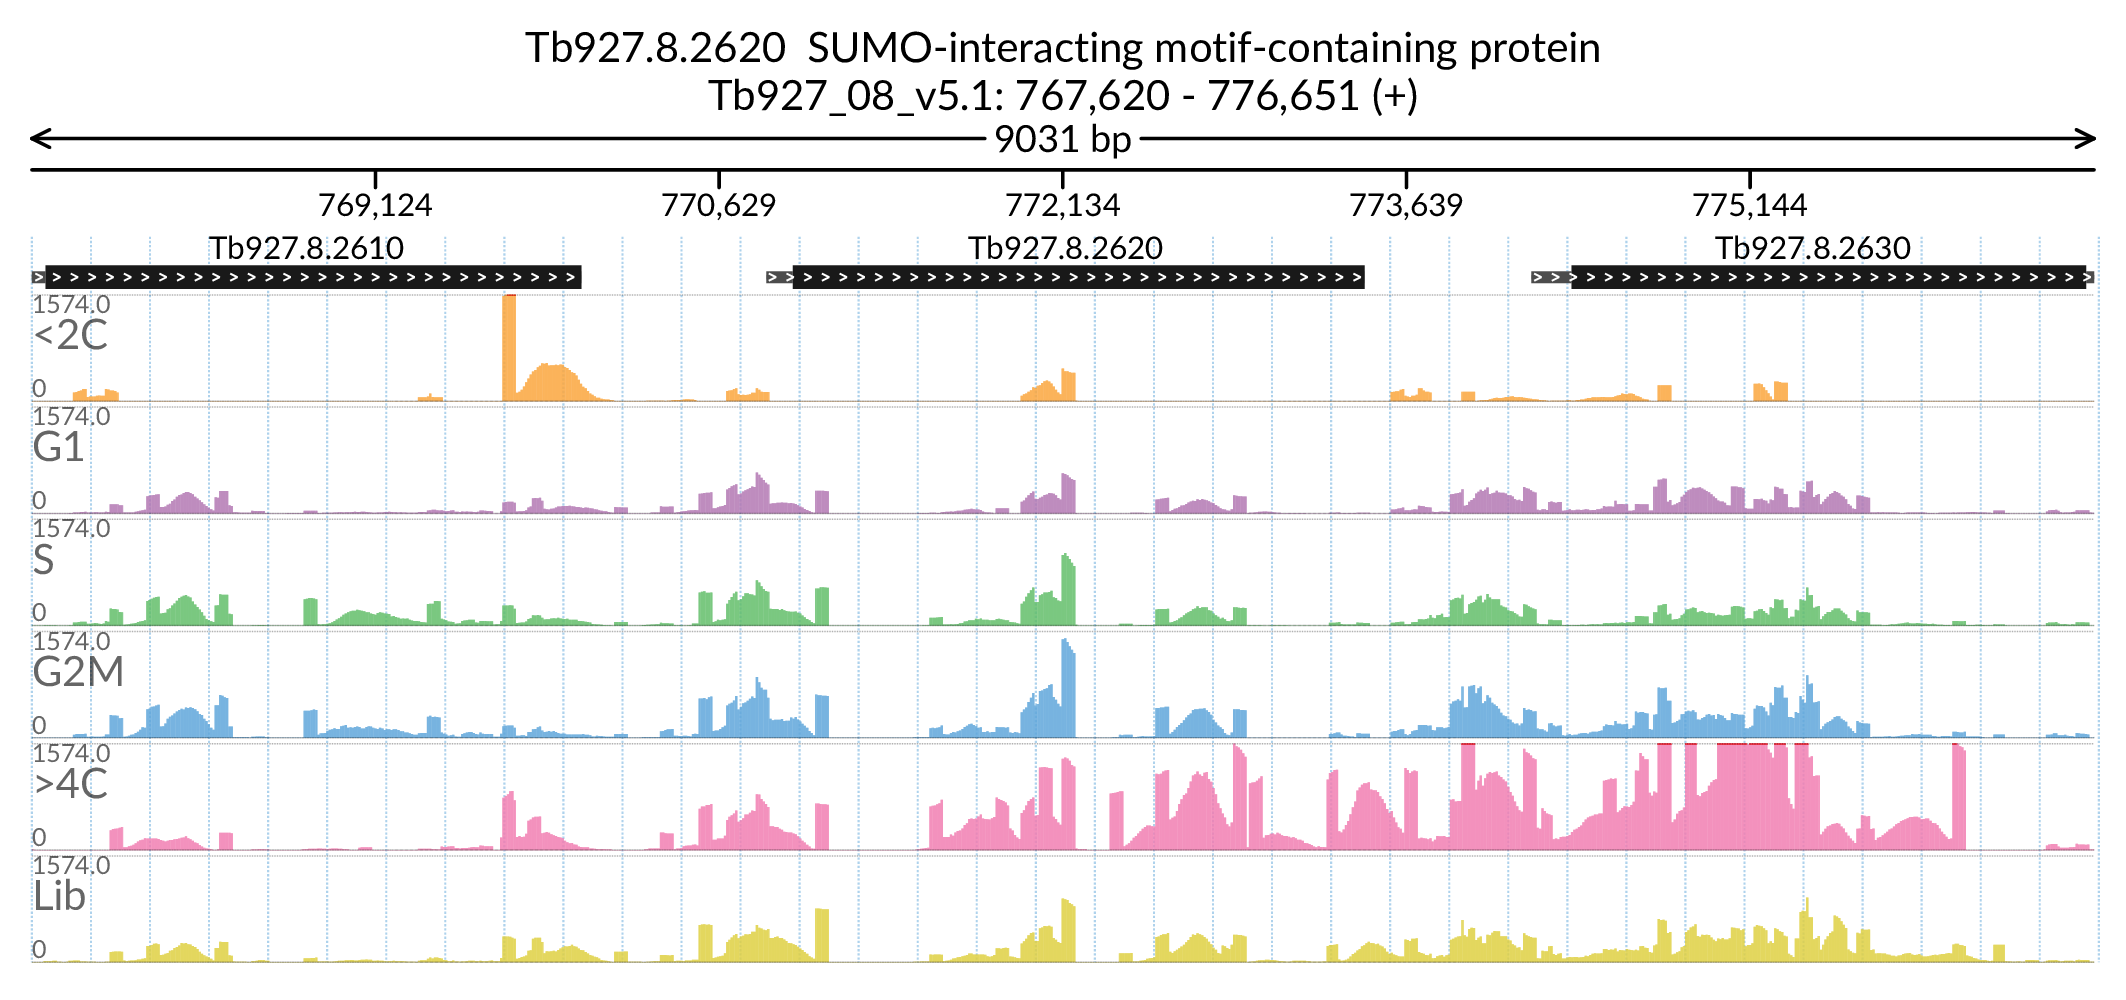 Tb927.8.2620 SUMO-interacting motif-containing protein
Tb927_08_v5.1: 767,620 - 776,651 (+)
9031 bp
769,124 770,629 772,134 773,639 775,144
Tb927.8.2610 Tb927.8.2620 Tb927.8.2630
1574.0
<2C
0
1574.0
G1
0
1574.0
S
0
1574.0
G2M
0
1574.0
>4C
0
1574.0
Lib
0